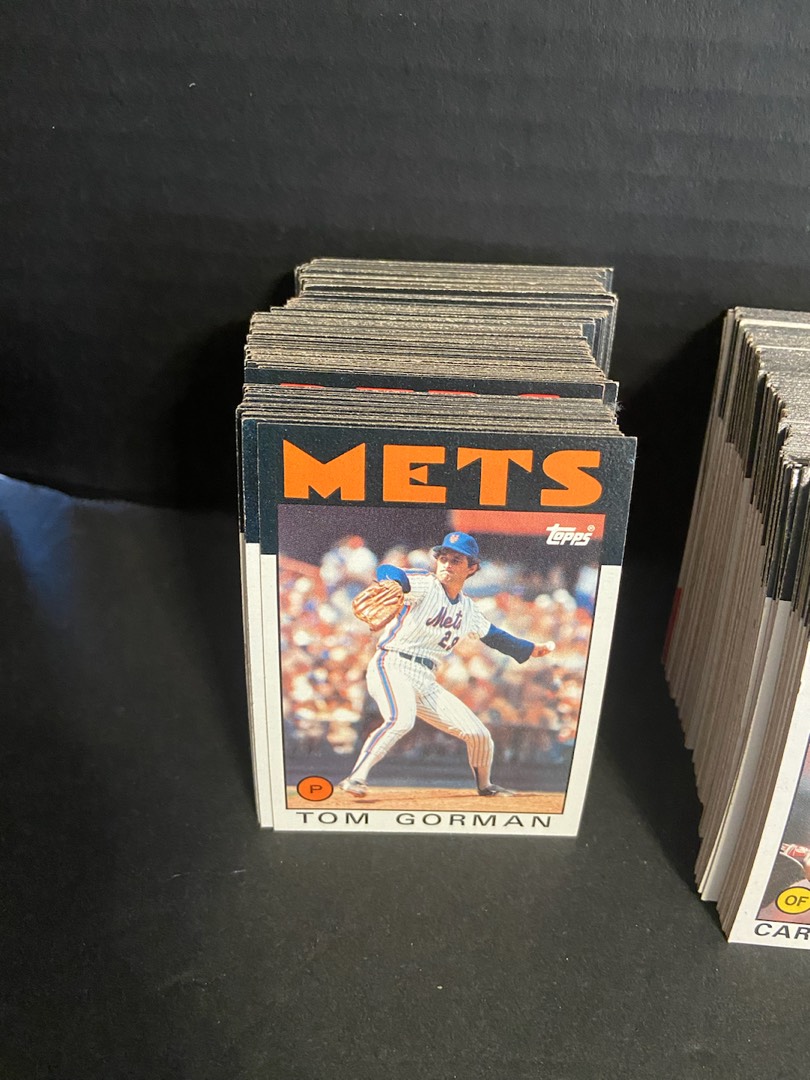 METS
topps®
Mets
P
TOM GORMAN
OF
CAR